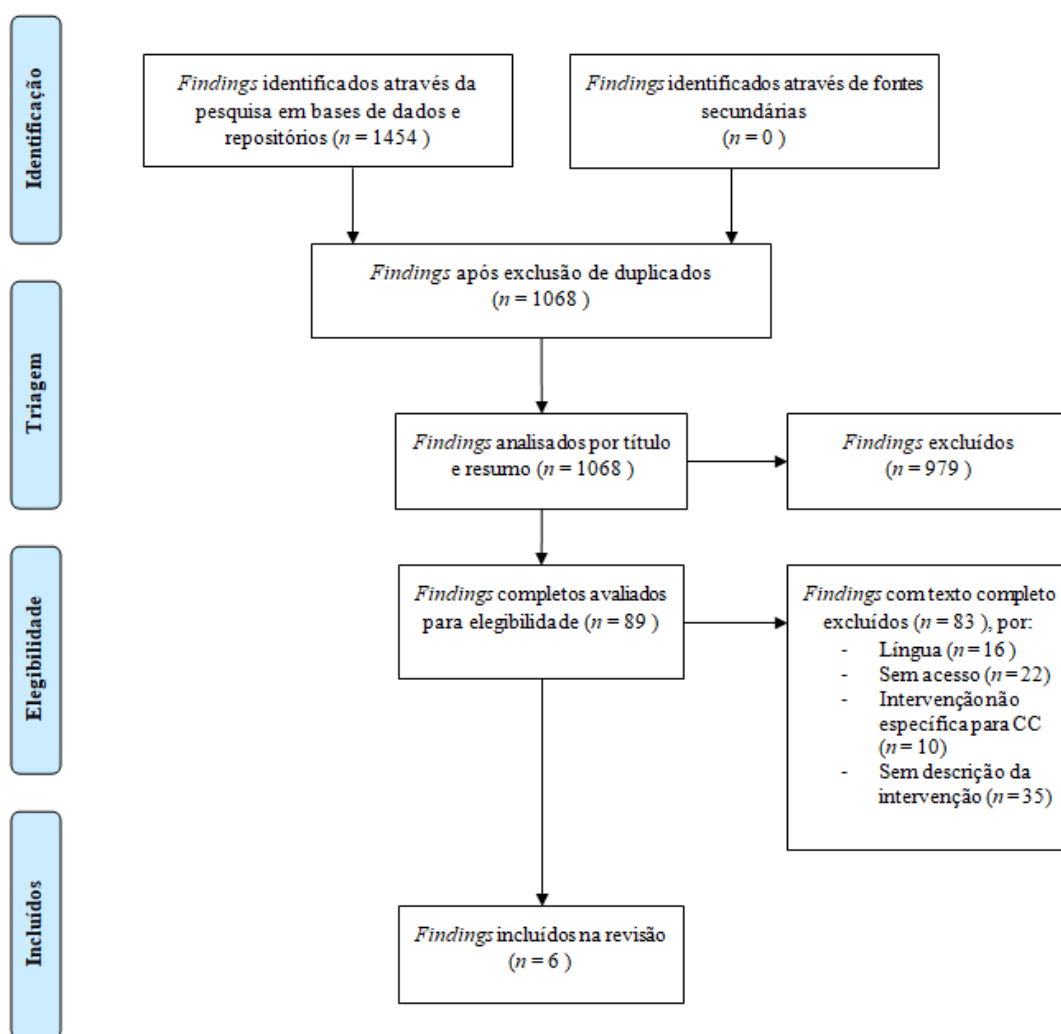 Identificação
Findings identificados através da
pesquisa em bases de dados e
repositórios (n = 1454 )
Findings identificados através de fontes
secundárias
(n = 0 )
Findings após exclusão de duplicados
(n = 1068 )
Triagem
Findings analisados por título
e resumo (n = 1068 )
Findings excluídos
(n = 979 )
Elegibilidade
Findings completos avaliados
para elegibilidade (n = 89 )
Findings com texto completo
excluídos (n = 83 ), por:
- Língua (n = 16 )
- Sem acesso (n = 22)
- Intervenção não
específica para CC
(n = 10)
- Sem descrição da
intervenção (n = 35)
Incluídos
Findings incluídos na revisão
(n = 6 )